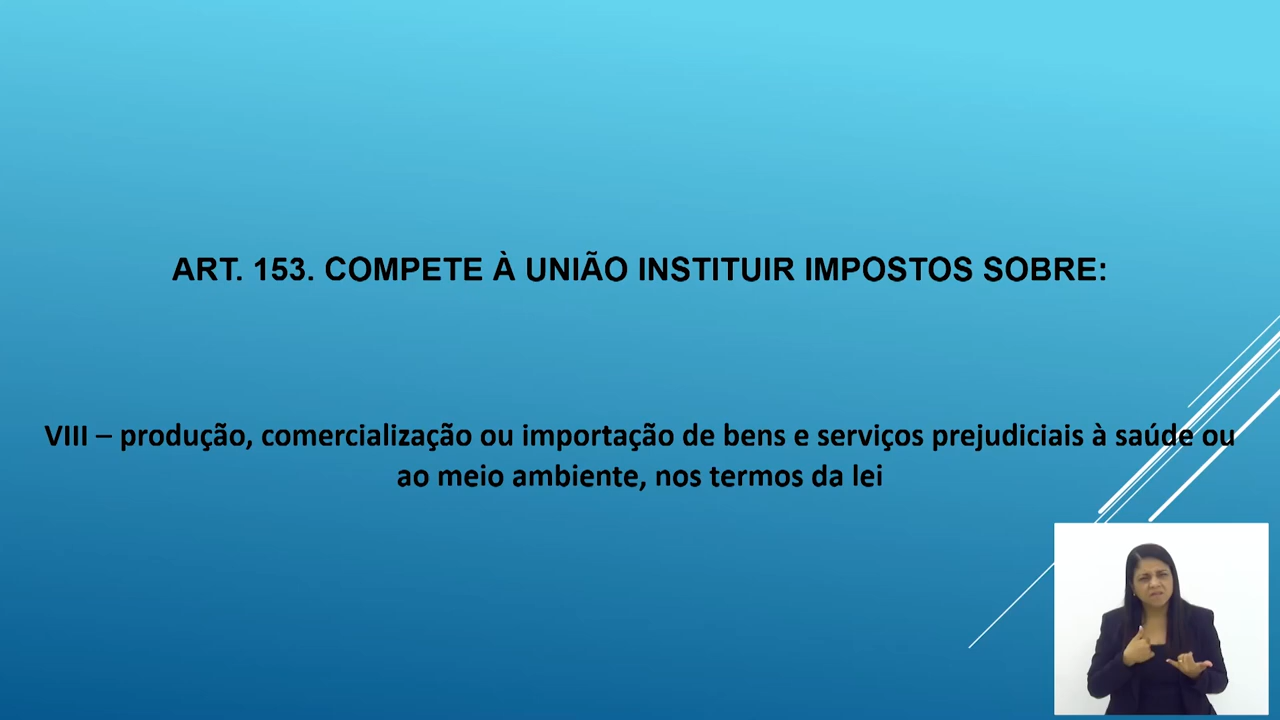 ART. 153. COMPETE À UNIÃO INSTITUIR IMPOSTOS SOBRE:
VIII – produção, comercialização ou importação de bens e serviços prejudiciais à saúde ou
ao meio ambiente, nos termos da lei